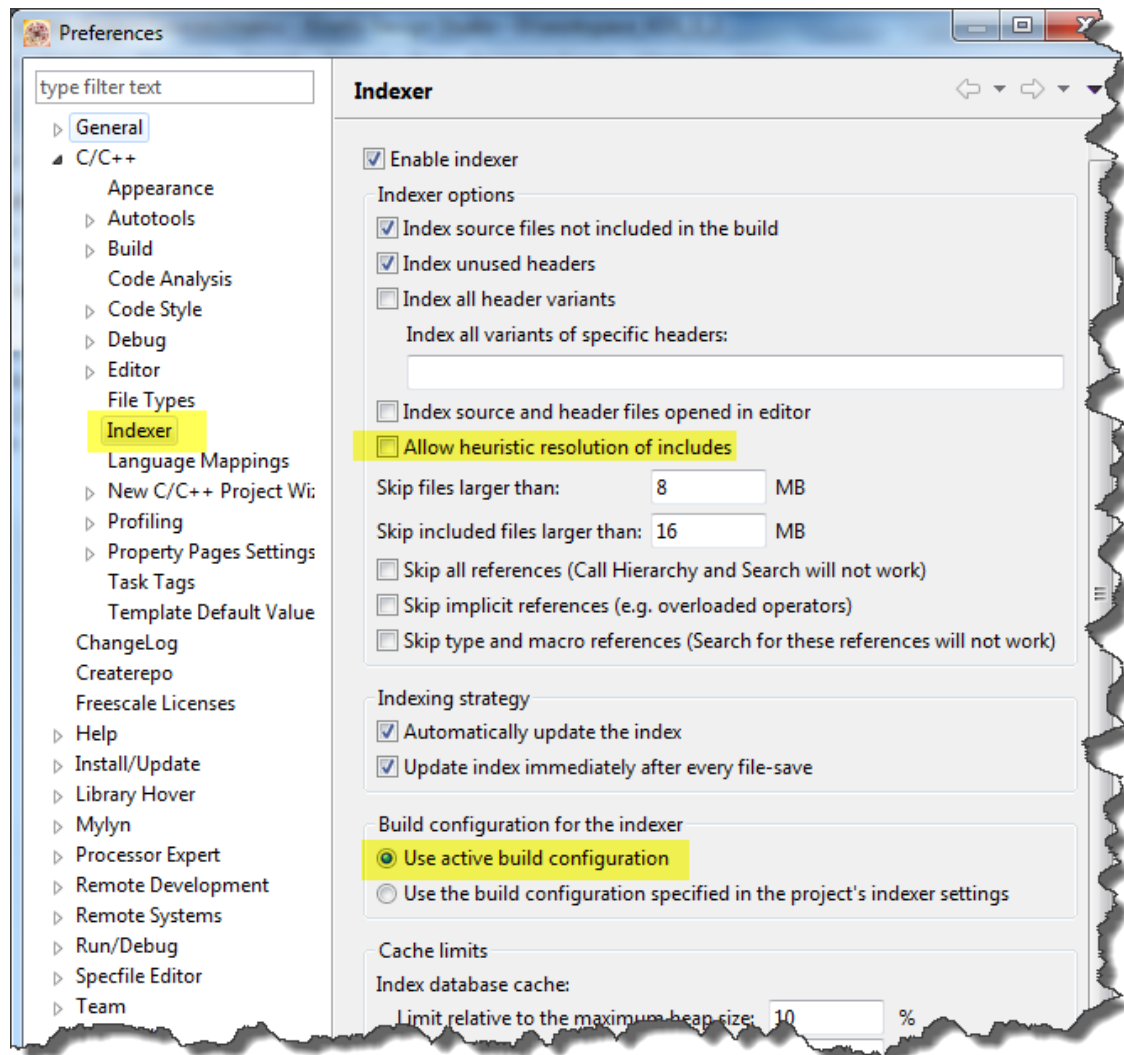 Preferences
type filter text
General
C/C++
Appearance
Autotools
Build
Code Analysis
Code Style
Debug
Editor
File Types
Indexer
Language Mappings
New C/C++ Project Wi
Profiling
Property Pages Settings
Task Tags
Template Default Value
ChangeLog
Createrepo
Freescale Licenses
Help
Install/Update
Library Hover
Mylyn
Processor Expert
Remote Development
Remote Systems
Run/Debug
Specfile Editor
Team
Indexer
Enable indexer
Indexer options
Index source files not included in the build
Index unused headers
Index all header variants
Index all variants of specific headers:
Index source and header files opened in editor
Allow heuristic resolution of includes
Skip files larger than: 8 MB
Skip included files larger than: 16 MB
Skip all references (Call Hierarchy and Search will not work)
Skip implicit references (e.g. overloaded operators)
Skip type and macro references (Search for these references will not work)
Indexing strategy
Automatically update the index
Update index immediately after every file-save
Build configuration for the indexer
Use active build configuration
Use the build configuration specified in the project's indexer settings
Cache limits
Index database cache:
Limit relative to the maximum heap size: 10 %